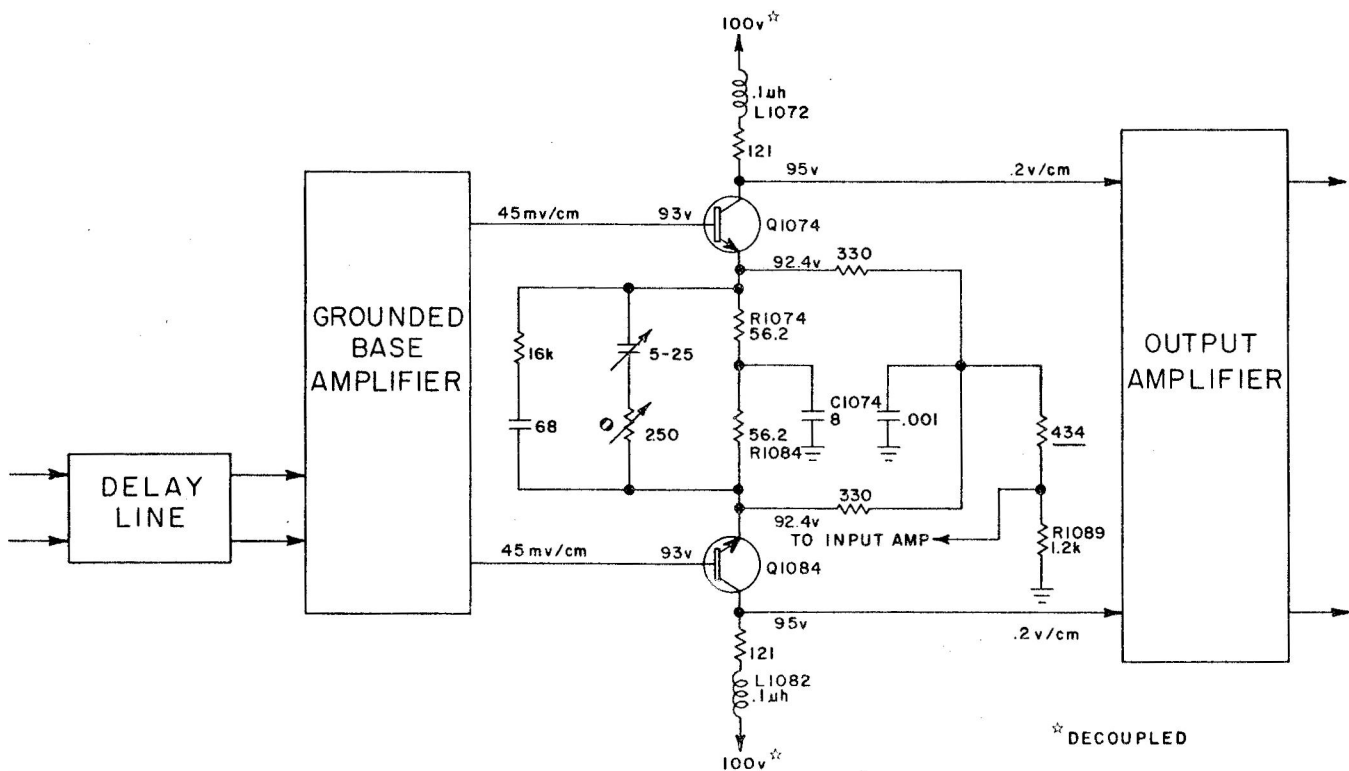 100v☆
.1µh
L1072
121
95v
.2v/cm
45mv/cm
93v
Q1074
92.4v
330
GROUNDED
BASE
AMPLIFIER
16k
68
5-25
250
R1074
56.2
56.2
R1084
C1074
8
.001
434
330
92.4v
TO INPUT AMP
R1089
1.2k
OUTPUT
AMPLIFIER
DELAY
LINE
45mv/cm
93v
Q1084
95v
.2v/cm
121
L1082
.1µh
100v☆
☆DECOUPLED